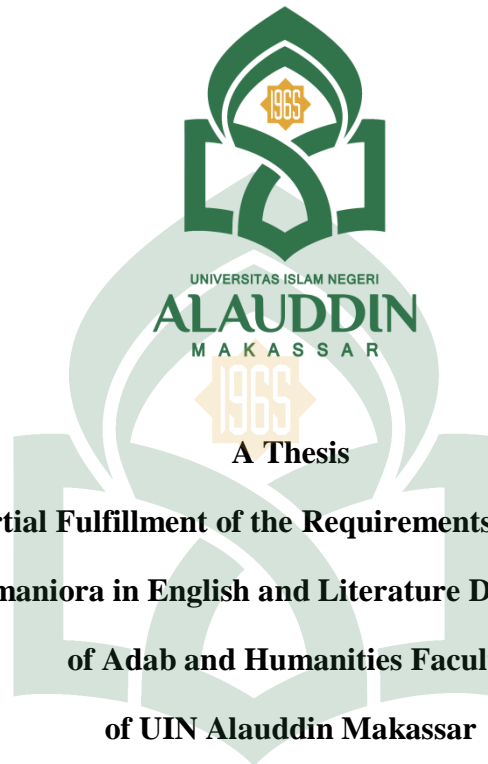 1965
UNIVERSITAS ISLAM NEGERI
ALAUDDIN
MAKASSAR
1965
A Thesis
rtial Fulfillment of the Requirements
maniora in English and Literature D
of Adab and Humanities Facul
of UIN Alauddin Makassar